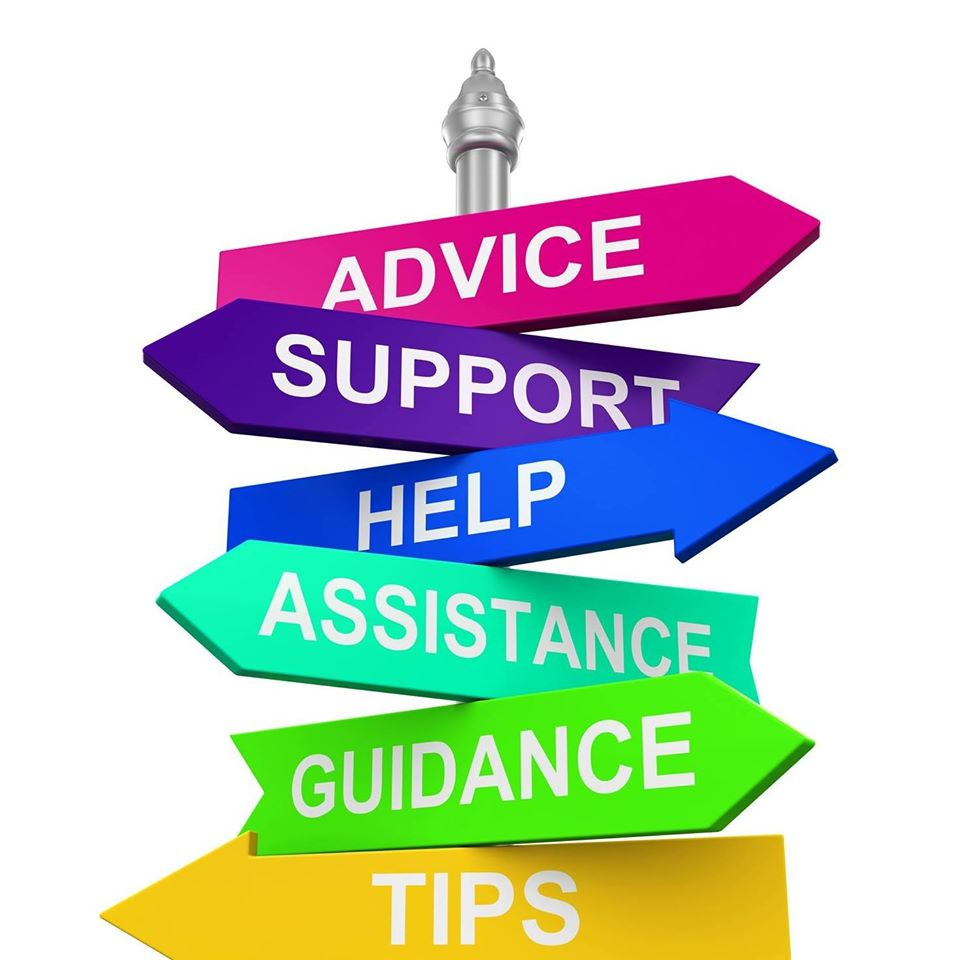 ADVICE
SUPPORT
HELP
ASSISTANCE
GUIDANCE
TIPS